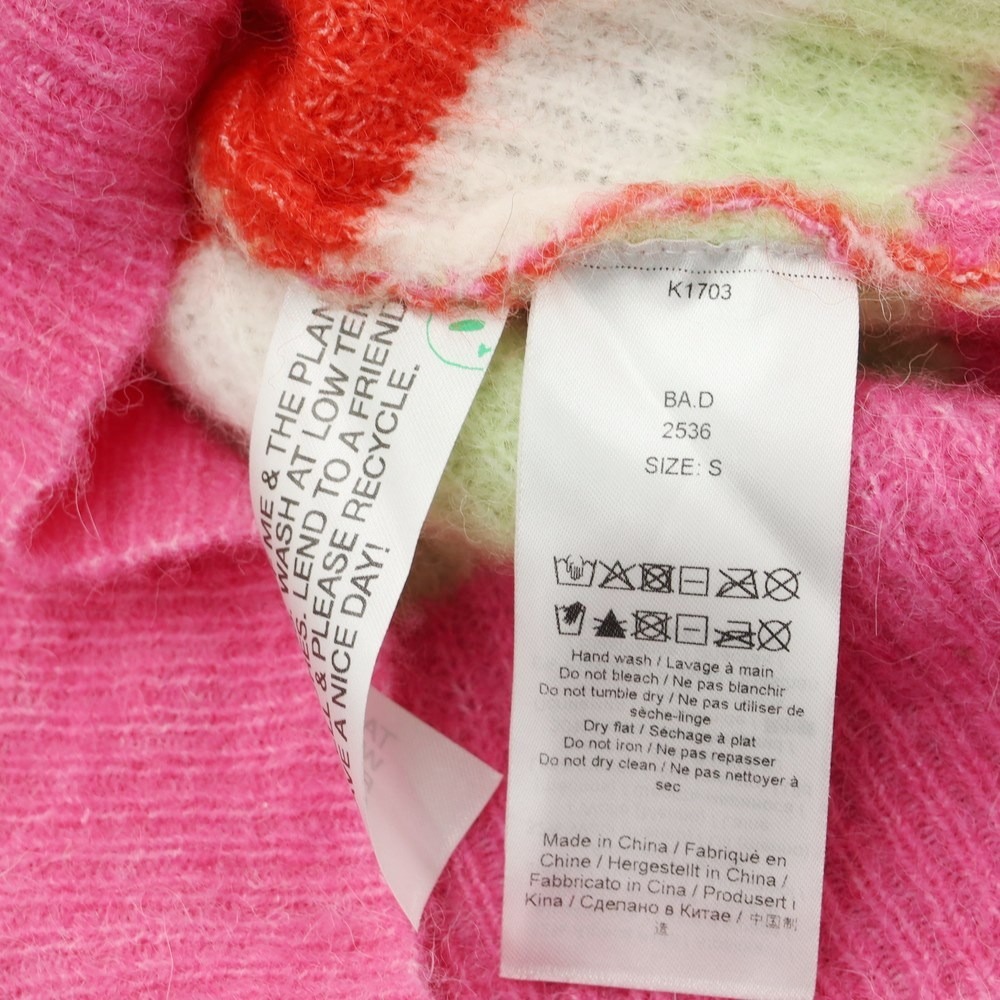 ME & THE PLAN
WASH AT LOW TEM
ES. LEND TO A FRIEND
& PLEASE RECYCLE.
VE A NICE DAY!
K1703
BA.D
2536
SIZE: S
Hand wash / Lavage à main
Do not bleach / Ne pas blanchir
Do not tumble dry / Ne pas utiliser de
sèche-linge
Dry flat / Séchage à plat
Do not iron / Ne pas repasser
Do not dry clean / Ne pas nettoyer à
sec
Made in China / Fabriqué en
Chine / Hergestellt in China /
Fabbricato in Cina / Produsert i
Kina / Сделано в Китае / 中国制
造